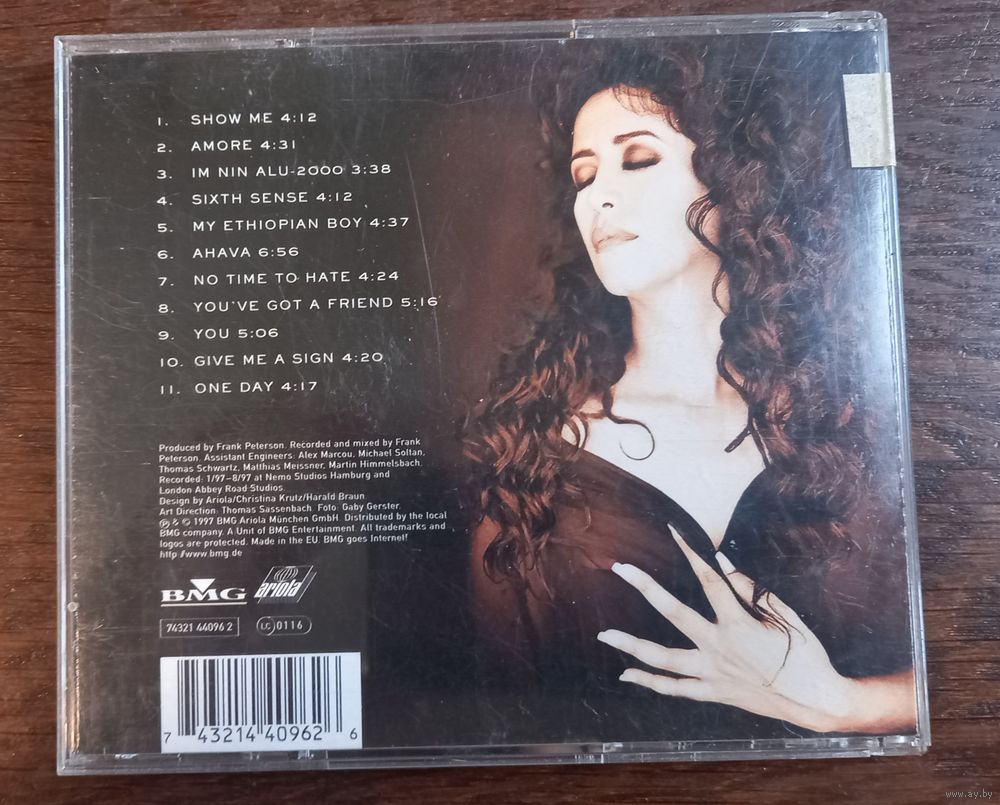 1. SHOW ME 4:12
2. AMORE 4:31
3. IM NIN ALU-2000 3:38
4. SIXTH SENSE 4:12
5. MY ETHIOPIAN BOY 4:37
6. AHAVA 6:56
7. NO TIME TO HATE 4:24
8. YOU'VE GOT A FRIEND 5:16
9. YOU 5:06
10. GIVE ME A SIGN 4:20
11. ONE DAY 4:17
Produced by Frank Peterson. Recorded and mixed by Frank
Peterson. Assistant Engineers: Alex Marcou, Michael Soltan,
Thomas Schwartz, Matthias Meissner, Martin Himmelsbach.
Recorded: 1/97–8/97 at Nemo Studios Hamburg and
London Abbey Road Studios
Design by Ariola/Christina Krutz/Harald Braun
Art Direction: Thomas Sassenbach. Foto: Gaby Gerster.
℗ & © 1997 BMG Ariola München GmbH. Distributed by the local
BMG company. A Unit of BMG Entertainment. All trademarks and
logos are protected. Made in the EU. BMG goes Internet!
http://www.bmg.de
BMG ariola
74321 44096 2 LC 0116
7 43214 40962 6
www.ay.by